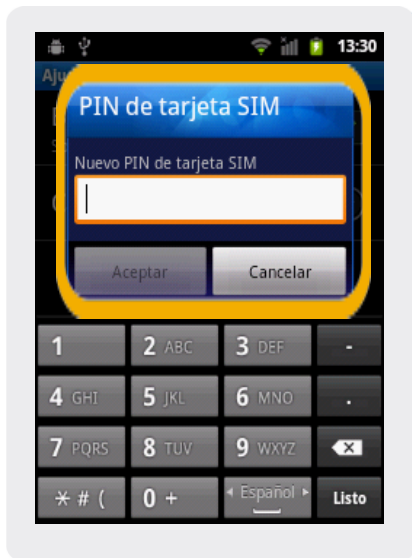 13:30
Aju
PIN de tarjeta SIM
Nuevo PIN de tarjeta SIM
Aceptar Cancelar
1 2 ABC 3 DEF -
4 GHI 5 JKL 6 MNO .
7 PQRS 8 TUV 9 WXYZ
* # ( 0 + Español Listo